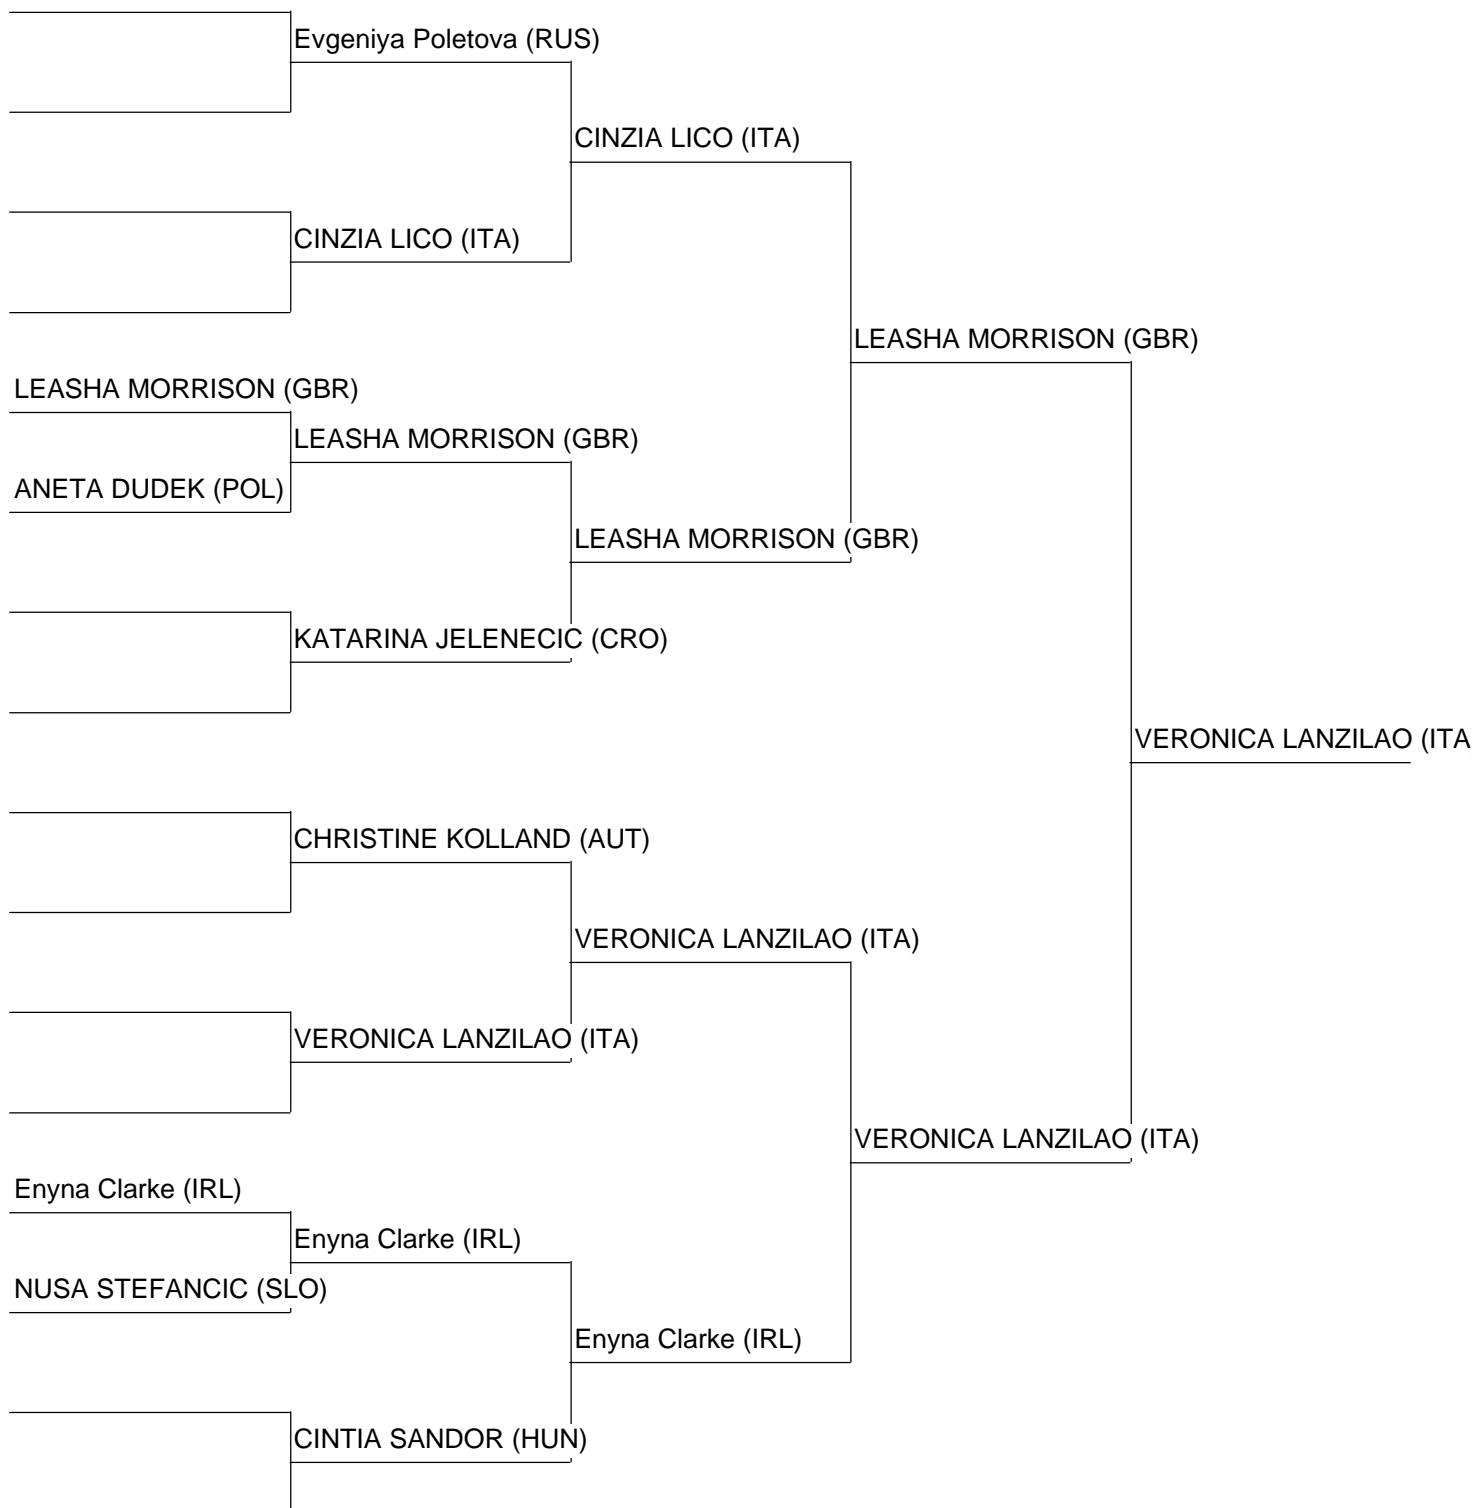 Evgeniya Poletova (RUS)
CINZIA LICO (ITA)
CINZIA LICO (ITA)
LEASHA MORRISON (GBR)
LEASHA MORRISON (GBR)
LEASHA MORRISON (GBR)
ANETA DUDEK (POL)
LEASHA MORRISON (GBR)
KATARINA JELENECIC (CRO)
VERONICA LANZILAO (ITA
CHRISTINE KOLLAND (AUT)
VERONICA LANZILAO (ITA)
VERONICA LANZILAO (ITA)
VERONICA LANZILAO (ITA)
Enyna Clarke (IRL)
Enyna Clarke (IRL)
NUSA STEFANCIC (SLO)
Enyna Clarke (IRL)
CINTIA SANDOR (HUN)